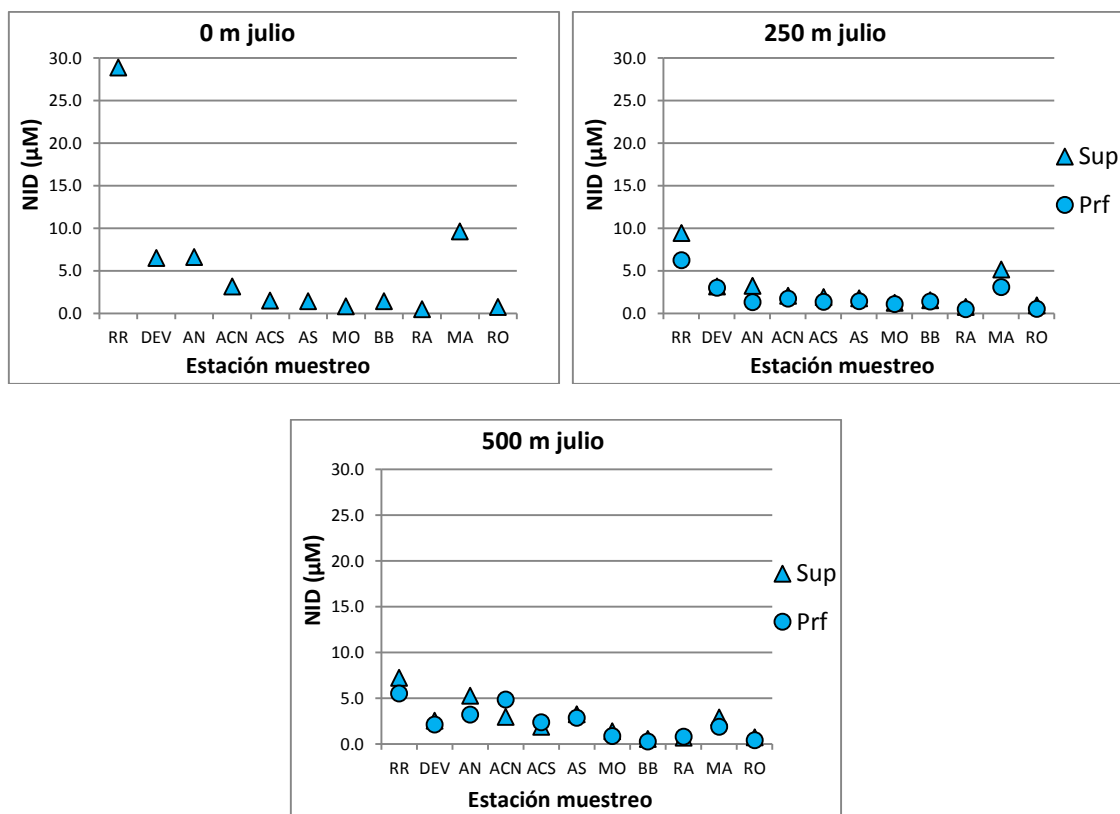 0 m julio
30.0
25.0
20.0
15.0
10.0
5.0
0.0
NID (µM)
RR DEV AN ACN ACS AS MO BB RA MA RO
Estación muestreo
250 m julio
30.0
25.0
20.0
15.0
10.0
5.0
0.0
NID (µM)
RR DEV AN ACN ACS AS MO BB RA MA RO
Estación muestreo
Sup
Prf
500 m julio
30.0
25.0
20.0
15.0
10.0
5.0
0.0
NID (µM)
RR DEV AN ACN ACS AS MO BB RA MA RO
Estación muestreo
Sup
Prf